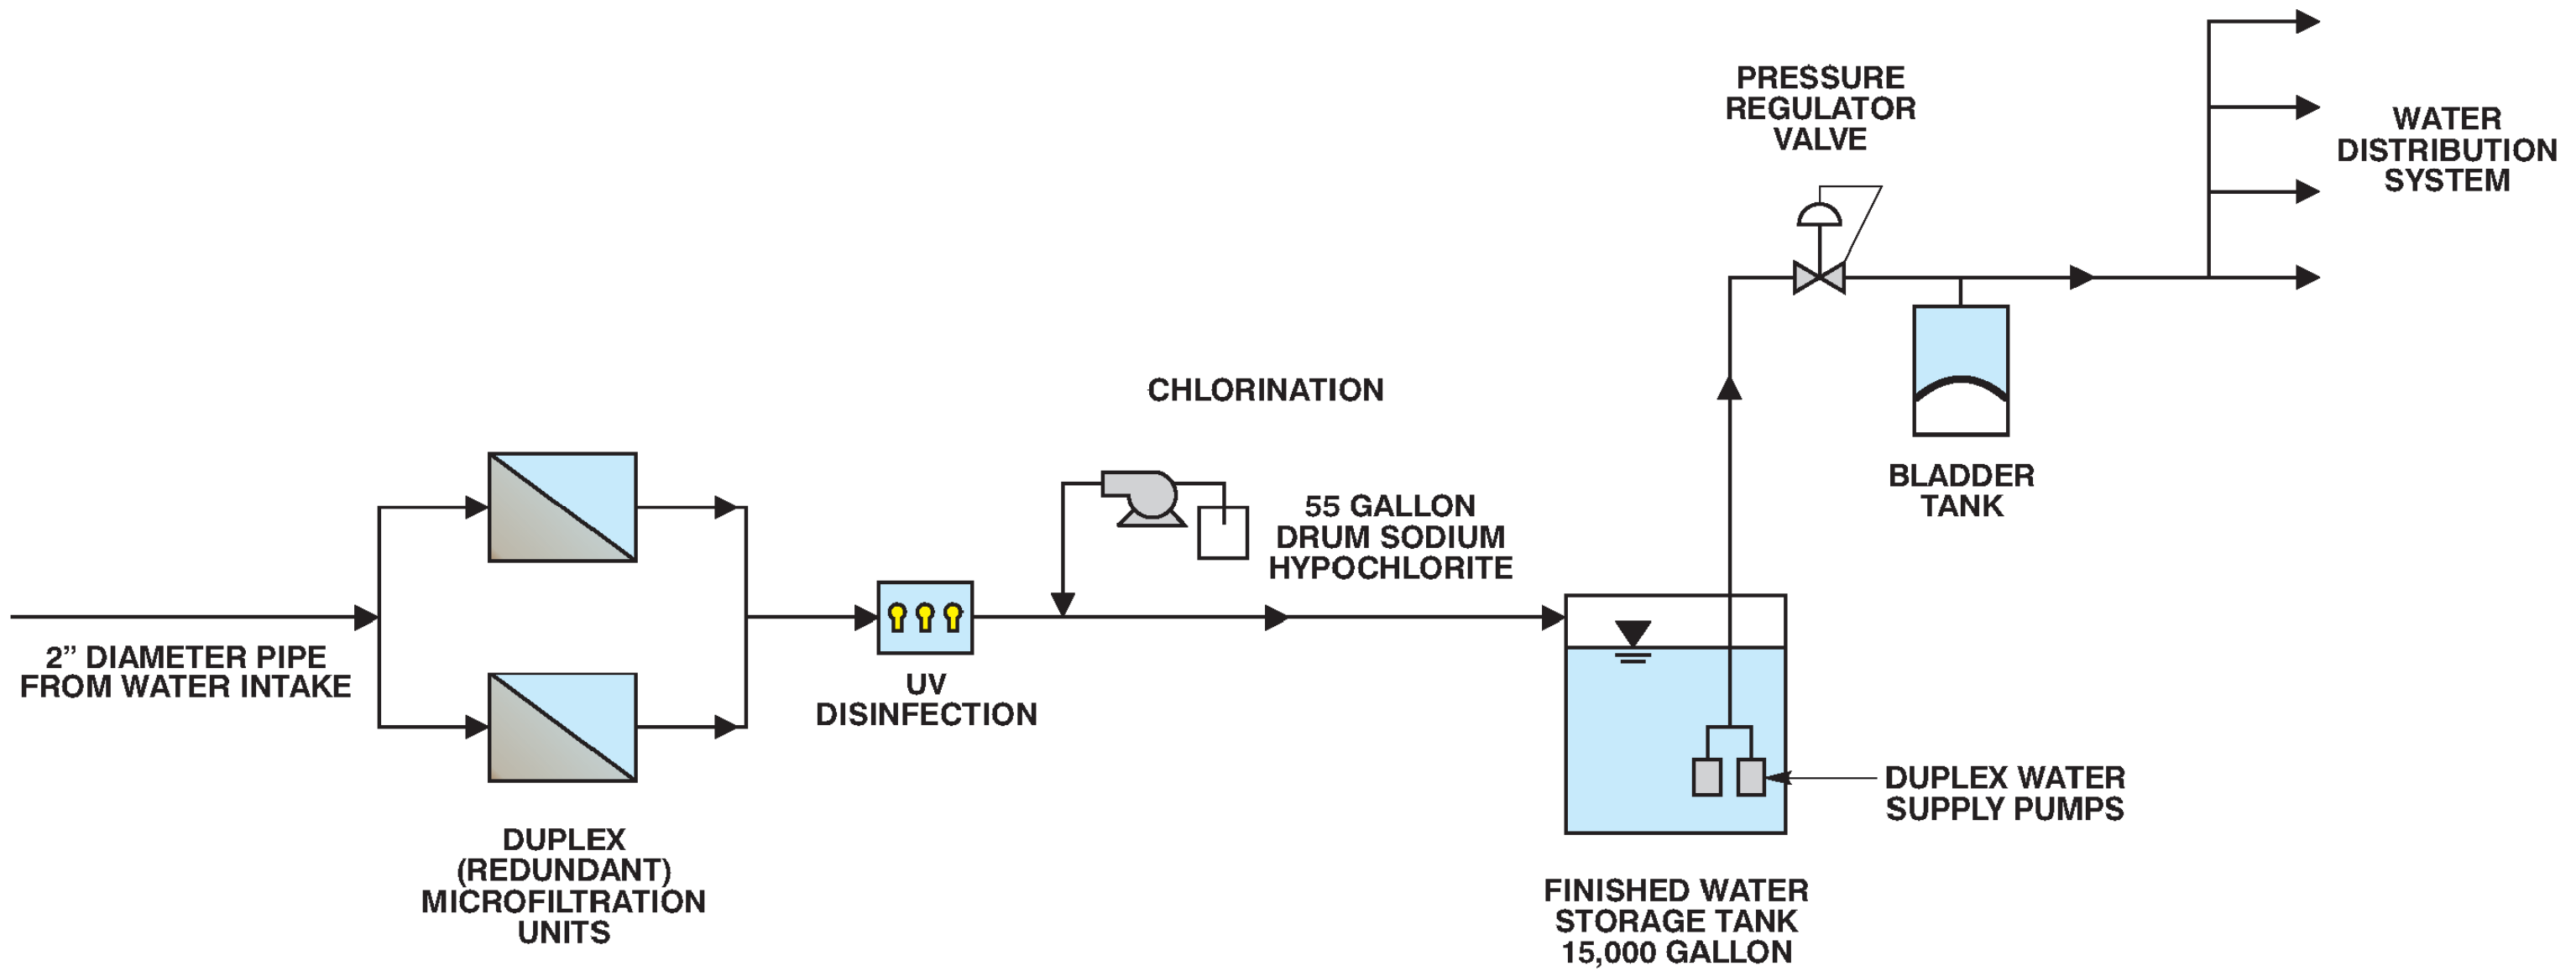 PRESSURE
REGULATOR
VALVE
WATER
DISTRIBUTION
SYSTEM
CHLORINATION
BLADDER
TANK
55 GALLON
DRUM SODIUM
HYPOCHLORITE
2” DIAMETER PIPE
FROM WATER INTAKE
UV
DISINFECTION
DUPLEX WATER
SUPPLY PUMPS
DUPLEX
(REDUNDANT)
MICROFILTRATION
UNITS
FINISHED WATER
STORAGE TANK
15,000 GALLON